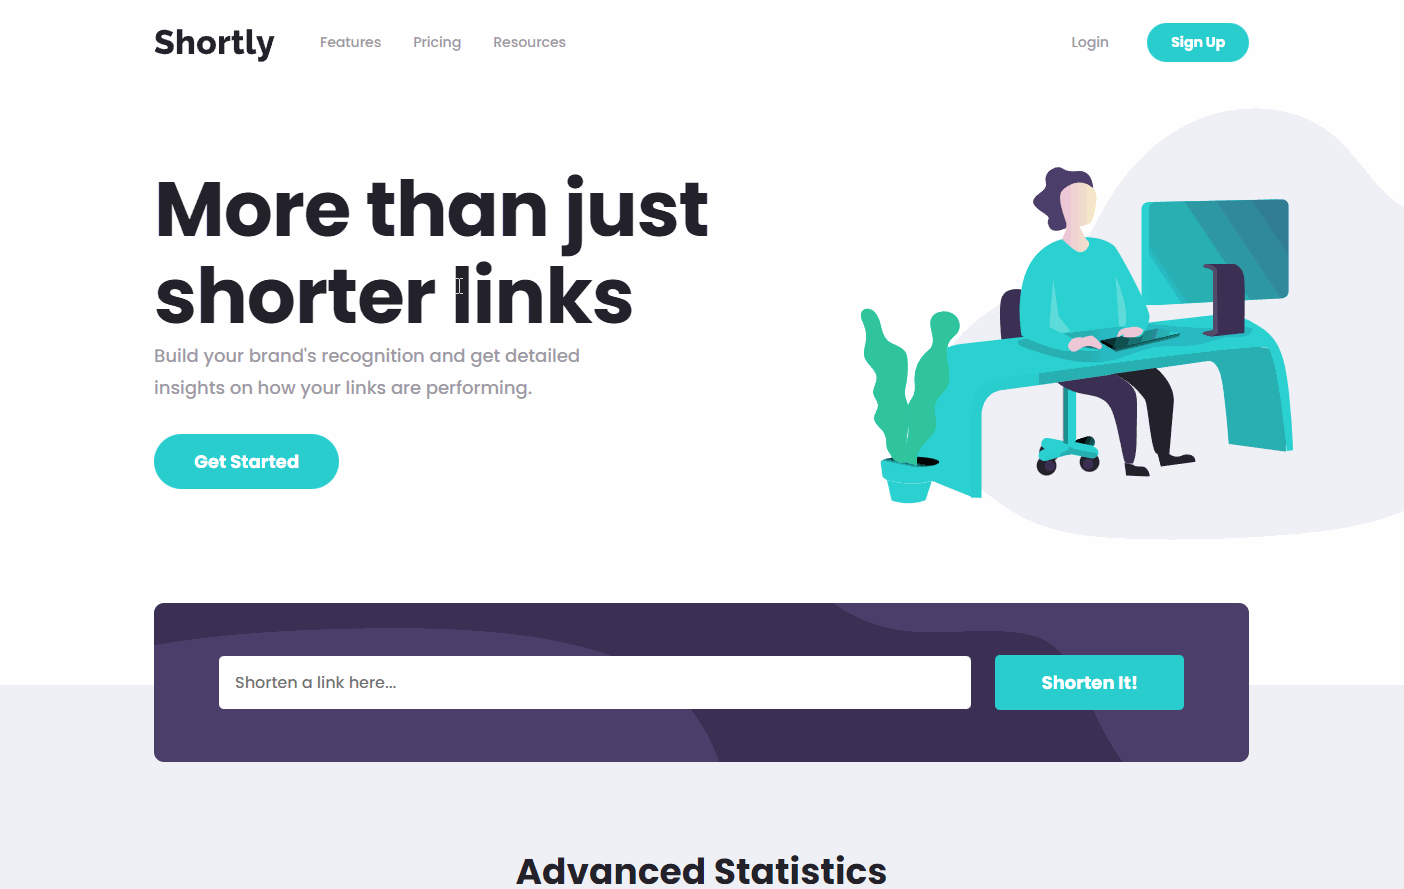 Shortly Features Pricing Resources Login Sign Up
More than just
shorter links
Build your brand's recognition and get detailed
insights on how your links are performing.
Get Started
Shorten a link here... Shorten It!
Advanced Statistics